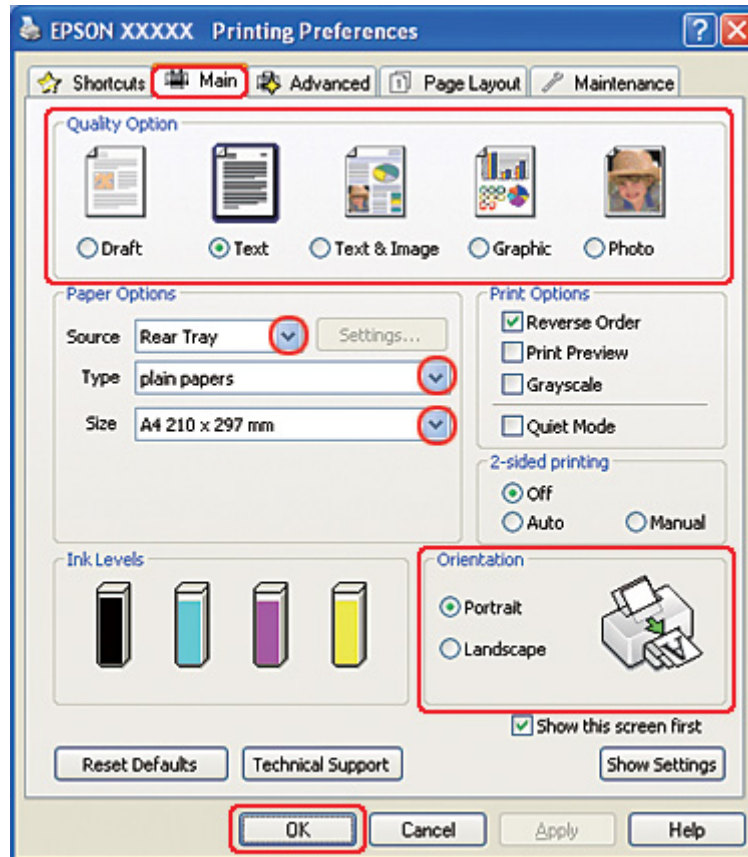 EPSON XXXXX Printing Preferences
Shortcuts Main Advanced 1 Page Layout Maintenance
Quality Option
Draft Text Text & Image Graphic Photo
Paper Options
Source Rear Tray Settings...
Type plain papers
Size A4 210 x 297 mm
Print Options
Reverse Order
Print Preview
Grayscale
Quiet Mode
2-sided printing
Off
Auto Manual
Ink Levels
Orientation
Portrait
Landscape
A
Show this screen first
Reset Defaults Technical Support Show Settings
OK Cancel Apply Help